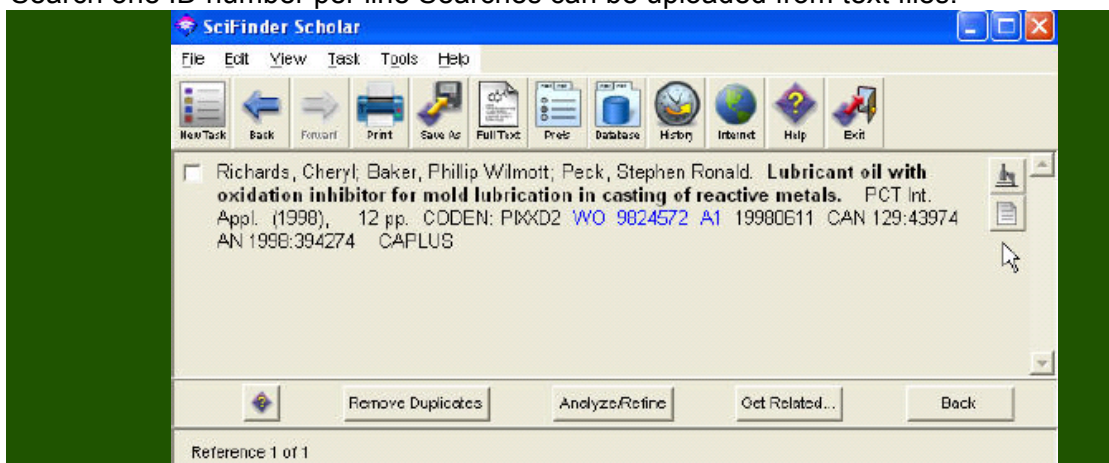 Search one ID number per line Searches can be uploaded from text files.
SciFinder Scholar
File Edit View Task Tools Help
New Task Back Forward Print Save As Full Text Prefs Database History Internet Help Exit
Richards, Cheryl; Baker, Phillip Wilmott; Peck, Stephen Ronald. Lubricant oil with
oxidation inhibitor for mold lubrication in casting of reactive metals. PCT Int.
Appl. (1998), 12 pp. CODEN: PIXXD2 WO 9824572 A1 19980611 CAN 129:43974
AN 1998:394274 CAPLUS
Remove Duplicates Analyze/Refine Get Related... Back
Reference 1 of 1